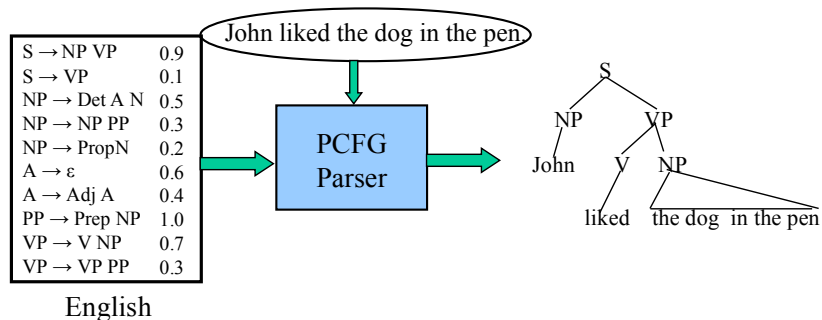 John liked the dog in the pen.
S → NP VP 0.9
S → VP 0.1
NP → Det A N 0.5
NP → NP PP 0.3
NP → PropN 0.2
A → ε 0.6
A → Adj A 0.4
PP → Prep NP 1.0
VP → V NP 0.7
VP → VP PP 0.3
English
PCFG
Parser
S
NP VP
John V NP
liked the dog in the pen